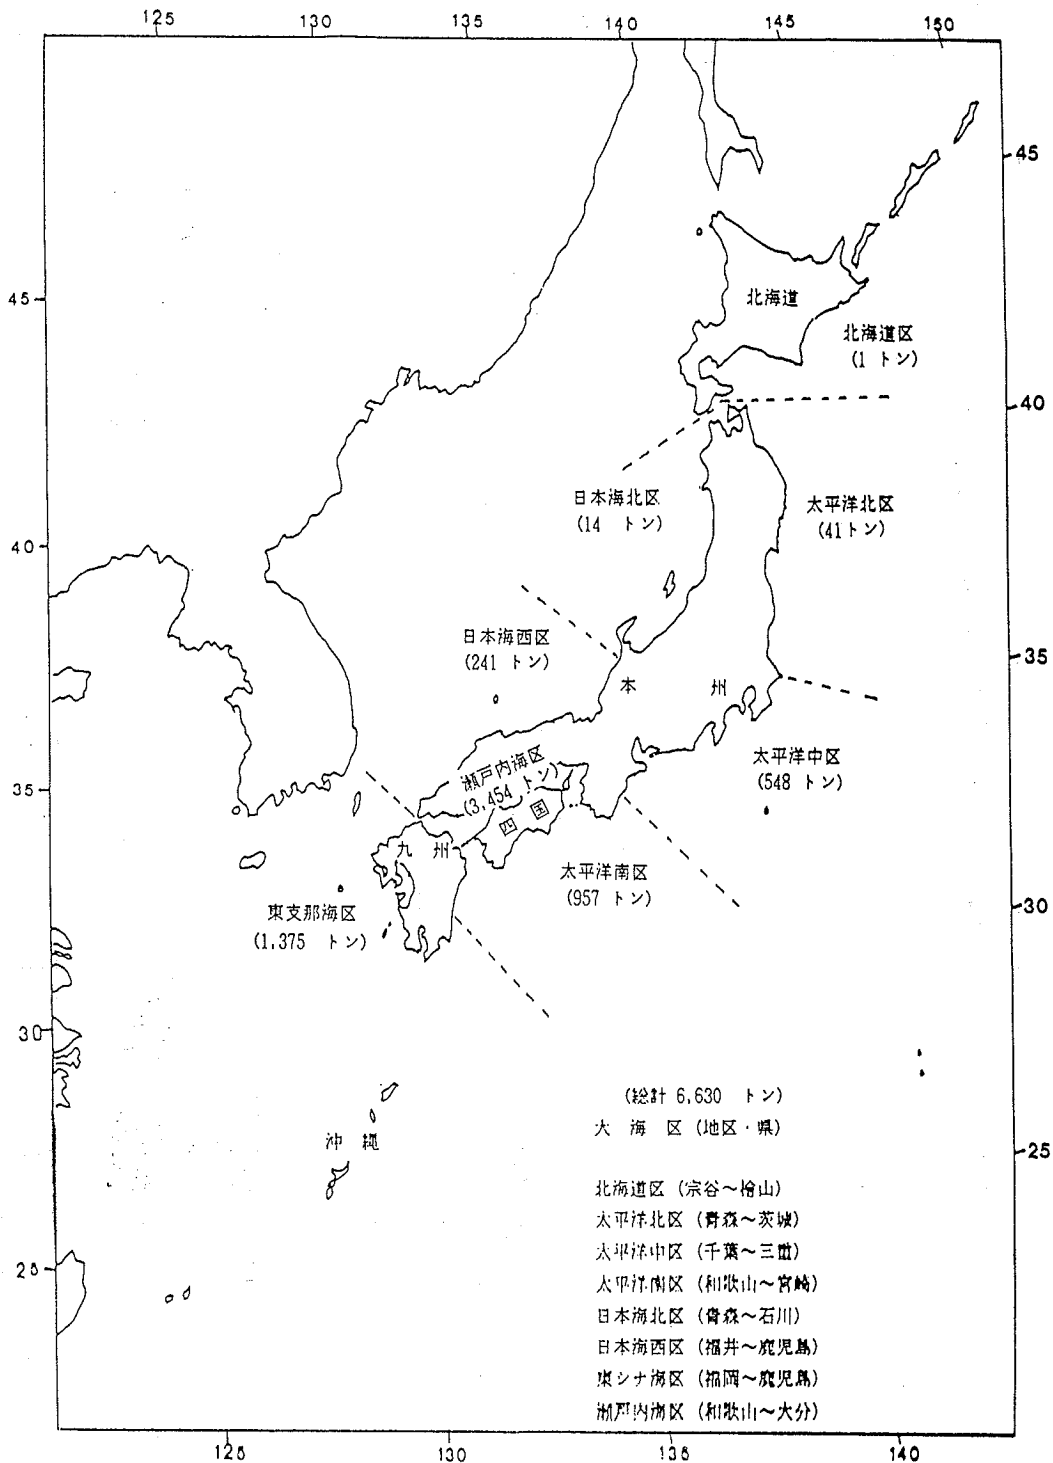 125 130 135 140 145 150
45
北海道
45
北海道区
(1 トン)
40
日本海北区
(14 トン)
太平洋北区
(41トン)
40
日本海西区
(241 トン)
35
本 州
太平洋中区
(548 トン)
瀬戸内海区
(3,454 トン)
35
四 国
九 州
太平洋南区
(957 トン)
30
東支那海区
(1,375 トン)
30
(総計 6,630 トン)
大 海 区 (地区・県)
沖 縄
25
北海道区 (宗谷~檜山)
太平洋北区 (青森~茨城)
太平洋中区 (千葉~三重)
25
太平洋南区 (和歌山~宮崎)
日本海北区 (青森~石川)
日本海西区 (福井~鹿児島)
東シナ海区 (福岡~鹿児島)
瀬戸内海区 (和歌山~大分)
125 130 135 140